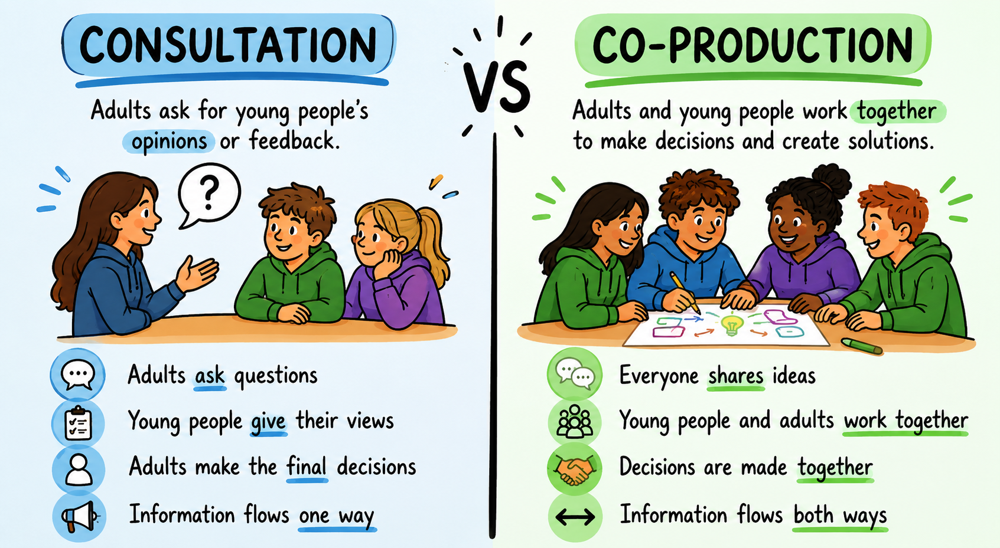 CONSULTATION
Adults ask for young people's
opinions or feedback.
?
Adults ask questions
Young people give their views
Adults make the final decisions
Information flows one way
VS
CO-PRODUCTION
Adults and young people work together
to make decisions and create solutions.
Everyone shares ideas
Young people and adults work together
Decisions are made together
Information flows both ways